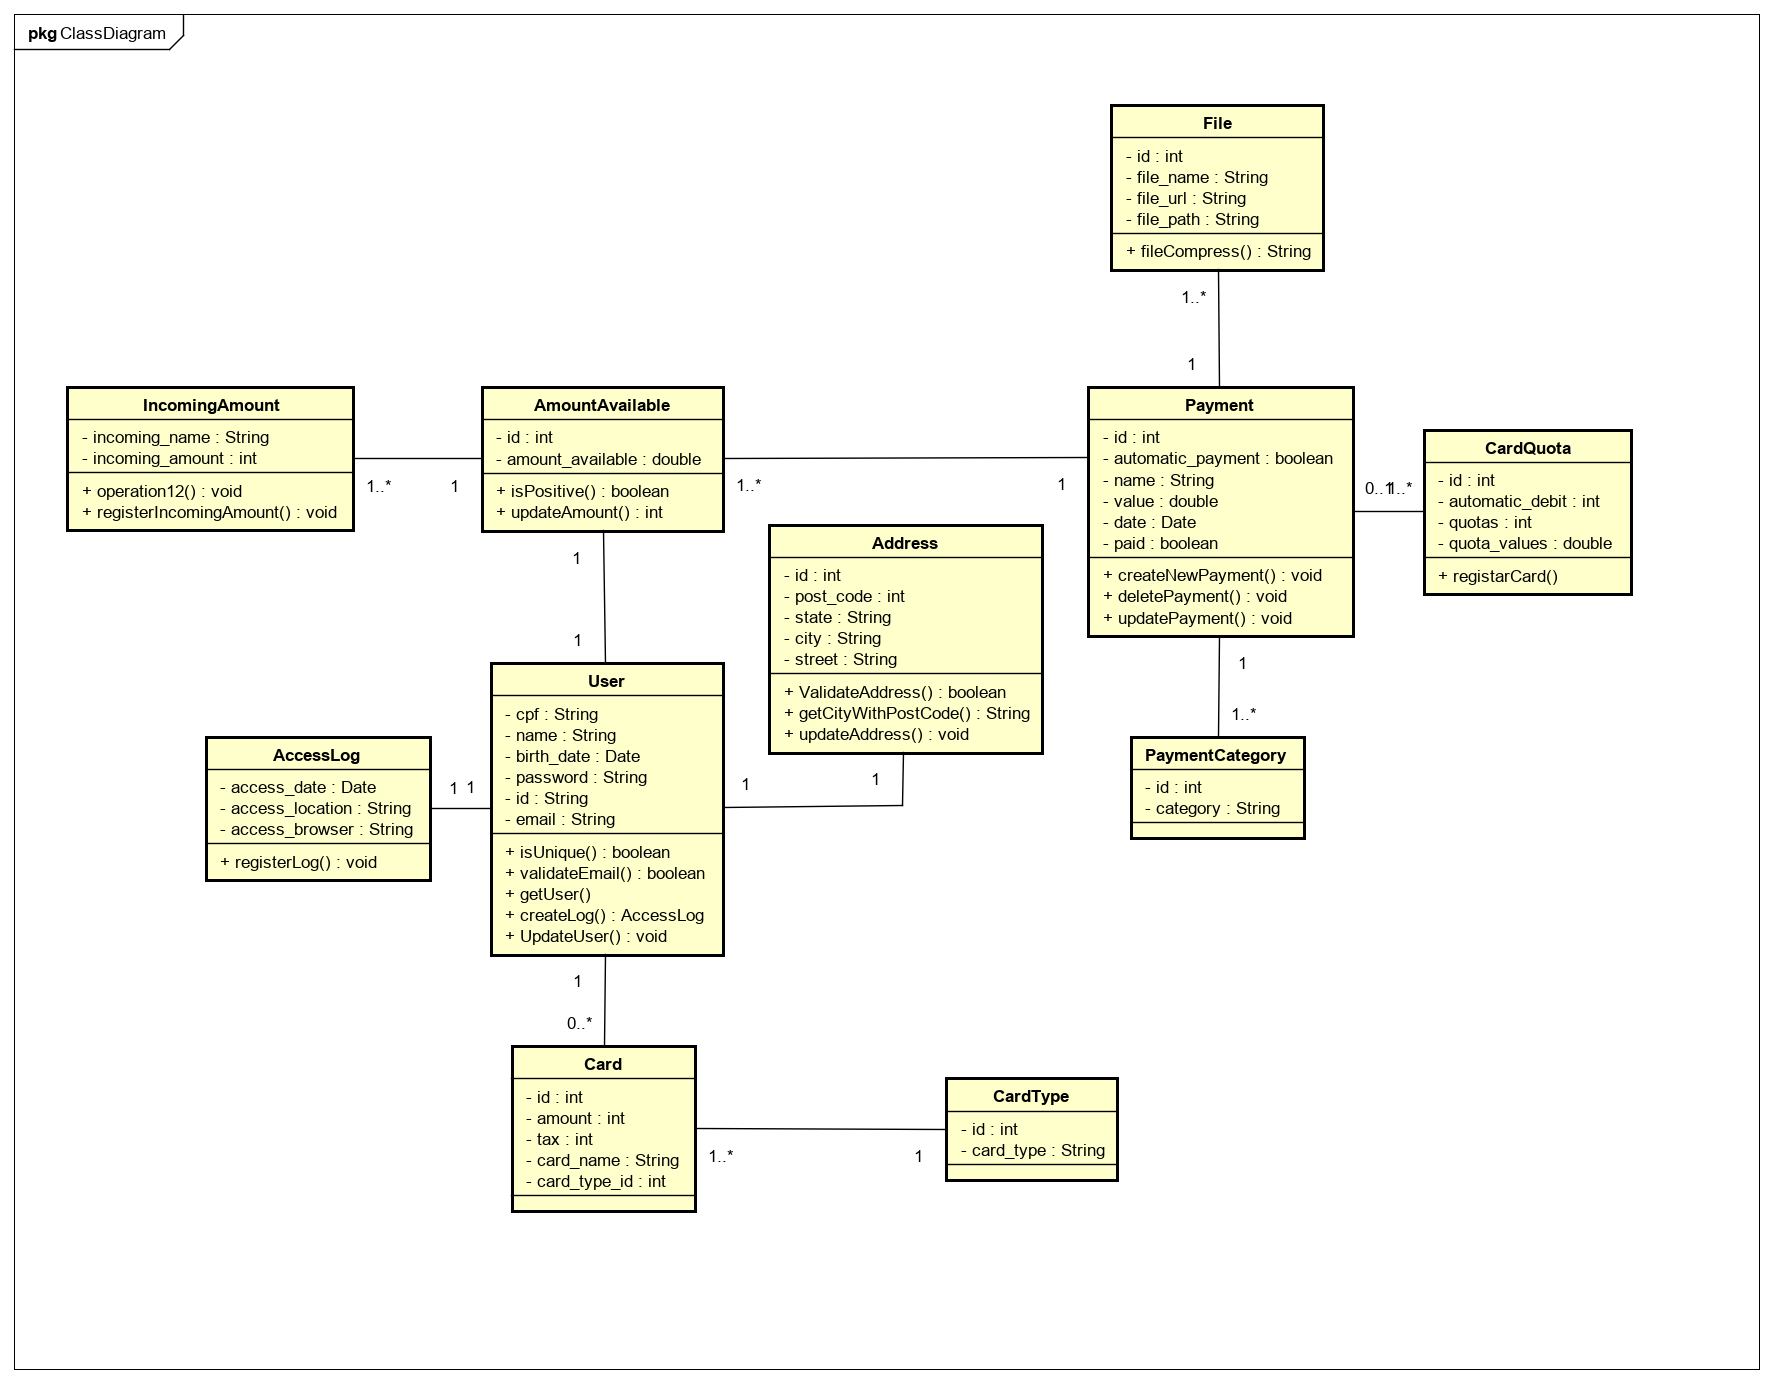 pkg ClassDiagram
File
- id : int
- file_name : String
- file_url : String
- file_path : String
+ fileCompress() : String
1..*
1
IncomingAmount
- incoming_name : String
- incoming_amount : int
+ operation12() : void
+ registerIncomingAmount() : void
1..*
1
AmountAvailable
- id : int
- amount_available : double
+ isPositive() : boolean
+ updateAmount() : int
1..*
1
Payment
- id : int
- automatic_payment : boolean
- name : String
- value : double
- date : Date
- paid : boolean
+ createNewPayment() : void
+ deletePayment() : void
+ updatePayment() : void
0..1
1..*
CardQuota
- id : int
- automatic_debit : int
- quotas : int
- quota_values : double
+ registarCard()
1
1
Address
- id : int
- post_code : int
- state : String
- city : String
- street : String
+ ValidateAddress() : boolean
+ getCityWithPostCode() : String
+ updateAddress() : void
1
1..*
PaymentCategory
- id : int
- category : String
User
- cpf : String
- name : String
- birth_date : Date
- password : String
- id : String
- email : String
+ isUnique() : boolean
+ validateEmail() : boolean
+ getUser()
+ createLog() : AccessLog
+ UpdateUser() : void
1
1
AccessLog
- access_date : Date
- access_location : String
- access_browser : String
+ registerLog() : void
1
1
1
0..*
Card
- id : int
- amount : int
- tax : int
- card_name : String
- card_type_id : int
1..*
1
CardType
- id : int
- card_type : String